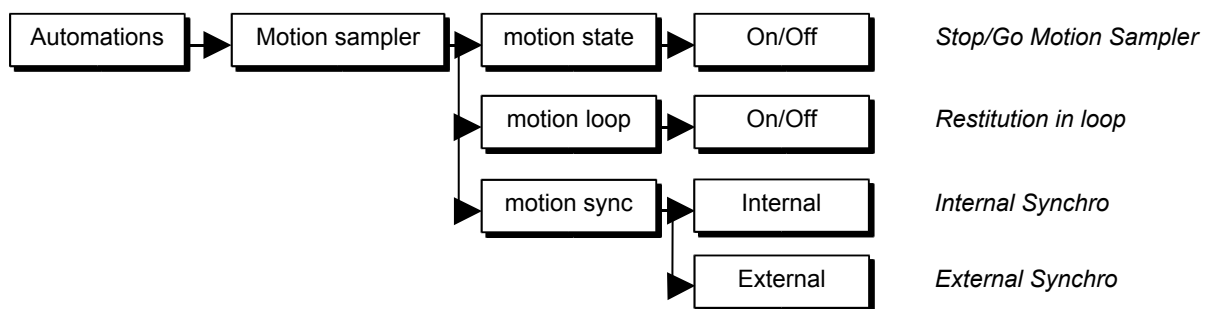 Automations Motion sampler motion state On/Off Stop/Go Motion Sampler
motion loop On/Off Restitution in loop
motion sync Internal Internal Synchro
External External Synchro